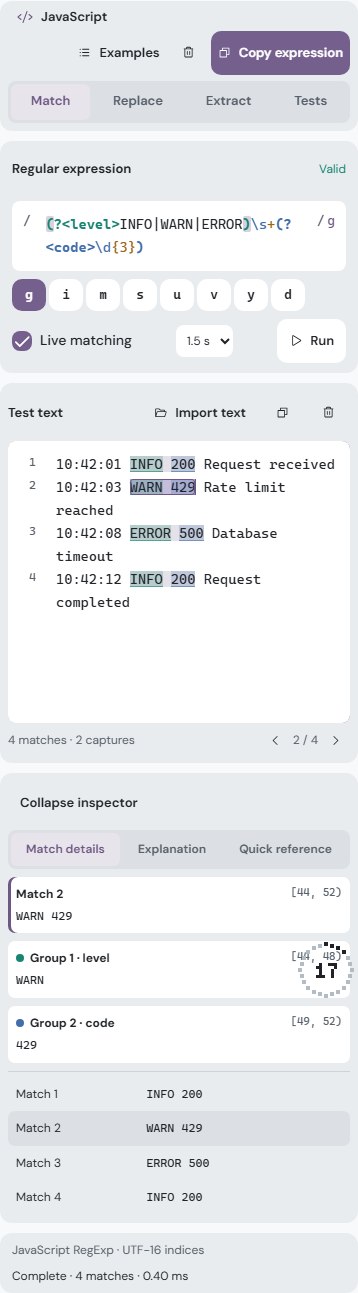 </> JavaScript
Examples
Copy expression
Match Replace Extract Tests
Regular expression Valid
/ (?<level>INFO|WARN|ERROR)\s+(? / g
<code>\d{3})
g i m s u v y d
Live matching 1.5 s Run
Test text Import text
1 10:42:01 INFO 200 Request received
2 10:42:03 WARN 429 Rate limit
reached
3 10:42:08 ERROR 500 Database
timeout
4 10:42:12 INFO 200 Request
completed
4 matches · 2 captures 2 / 4
Collapse inspector
Match details Explanation Quick reference
Match 2 [44, 52)
WARN 429
Group 1 · level [44, 48)
17
WARN
Group 2 · code [49, 52)
429
Match 1 INFO 200
Match 2 WARN 429
Match 3 ERROR 500
Match 4 INFO 200
JavaScript RegExp · UTF-16 indices
Complete · 4 matches · 0.40 ms